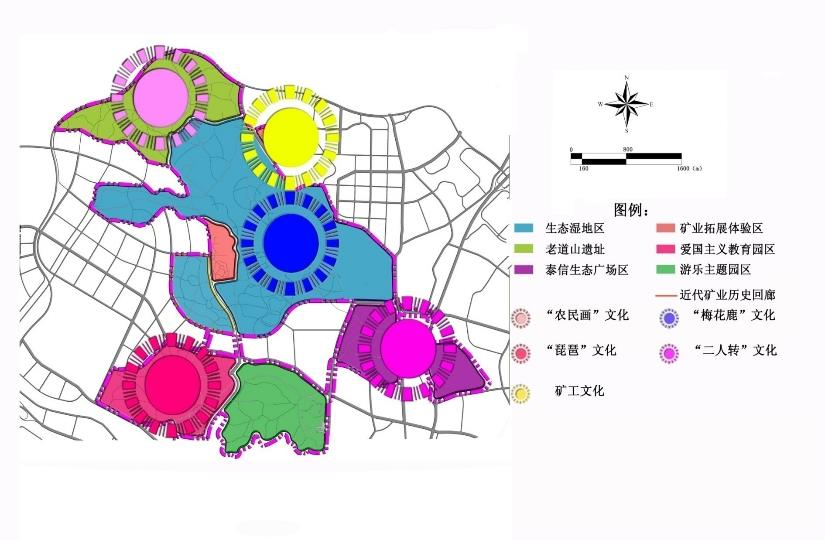 N
W E
S
0 800
160 1600 (m)
图例：
生态湿地区 矿业拓展体验区
老道山遗址 爱国主义教育园区
泰信生态广场区 游乐主题园区
近代矿业历史回廊
“农民画”文化 “梅花鹿”文化
“琵琶”文化 “二人转”文化
矿工文化